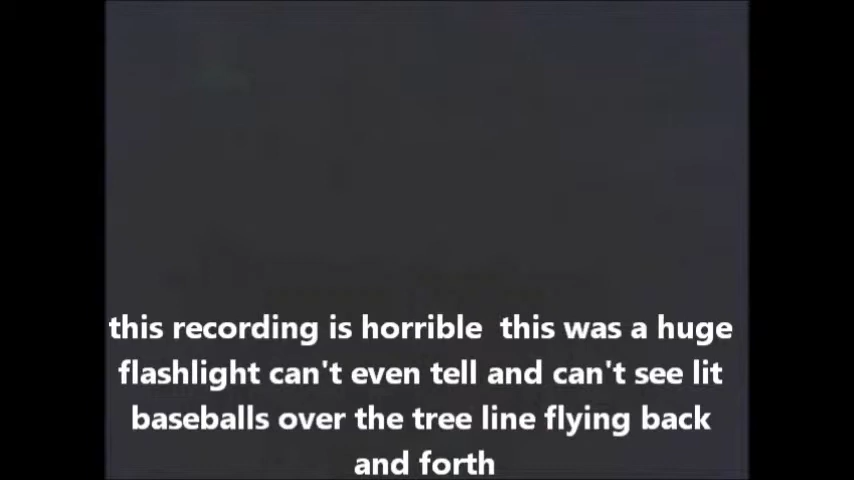 this recording is horrible  this was a huge
flashlight can't even tell and can't see lit
baseballs over the tree line flying back
and forth